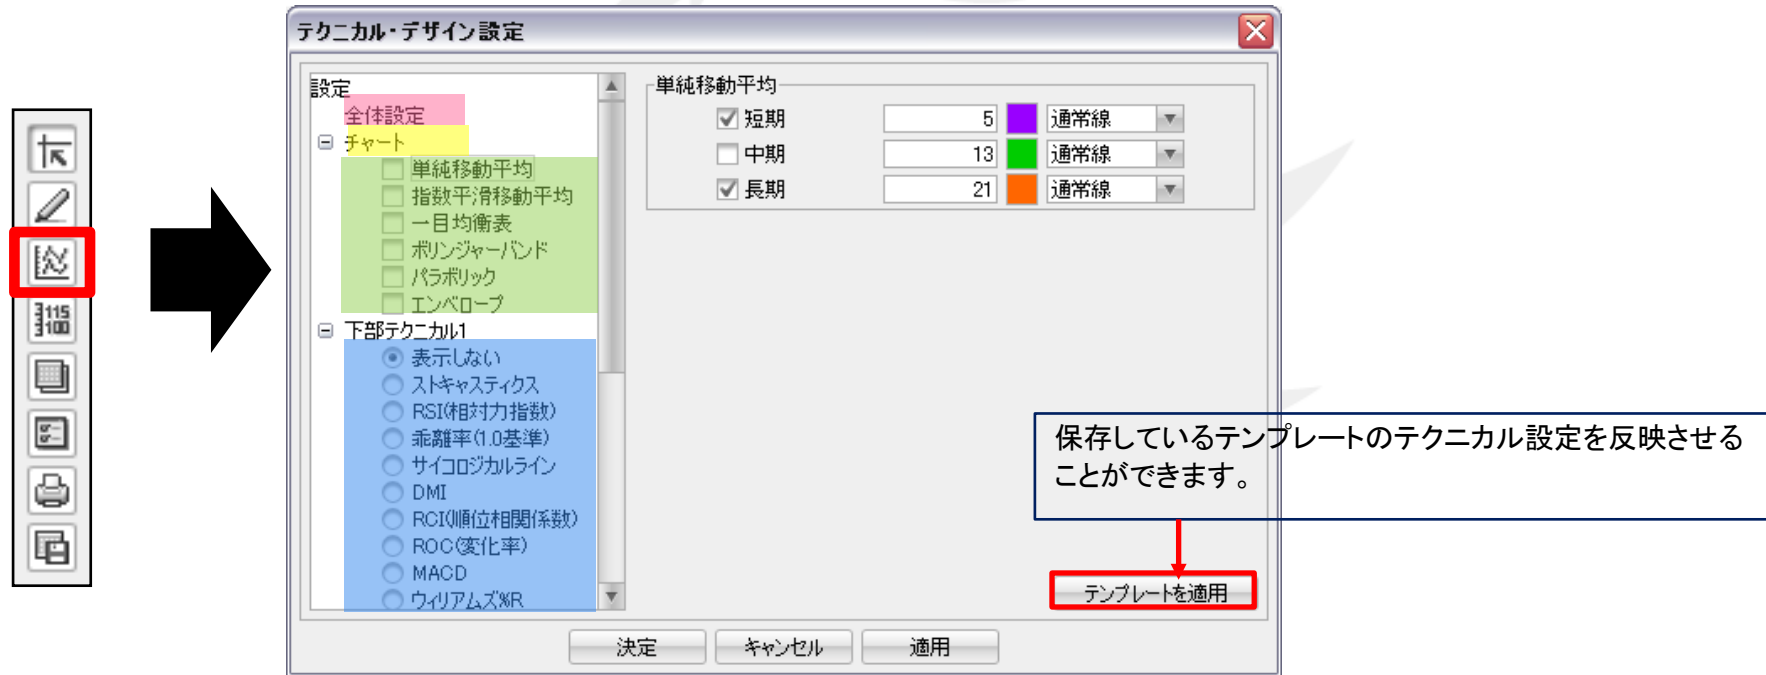 テクニカル・デザイン設定
設定
全体設定
チャート
単純移動平均
指数平滑移動平均
一目均衡表
ボリンジャーバンド
パラボリック
エンベロープ
下部テクニカル1
表示しない
ストキャスティクス
RSI(相対力指数)
乖離率(1.0基準)
サイコロジカルライン
DMI
RCI(順位相関係数)
ROC(変化率)
MACD
ウィリアムズ%R
単純移動平均
短期 5 通常線
中期 13 通常線
長期 21 通常線
115
100
保存しているテンプレートのテクニカル設定を反映させる
ことができます。
テンプレートを適用
決定 キャンセル 適用